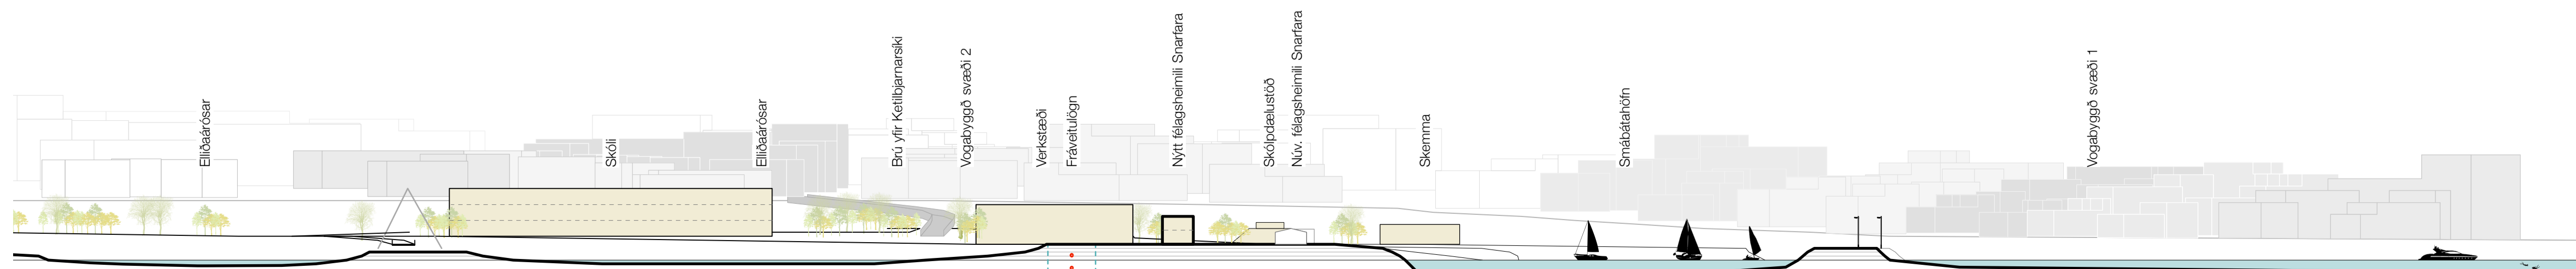 Elliðaárósar
Skóli
Elliðaárósar
Brú yfir Ketilbjarnarsíki
Vogabyggð svæði 2
Verkstæði
Fráveitulögn
Nýtt félagsheimili Snarfara
Skólpdælustöð
Núv. félagsheimili Snarfara
Skemma
Smábátahöfn
Vogabyggð svæði 1